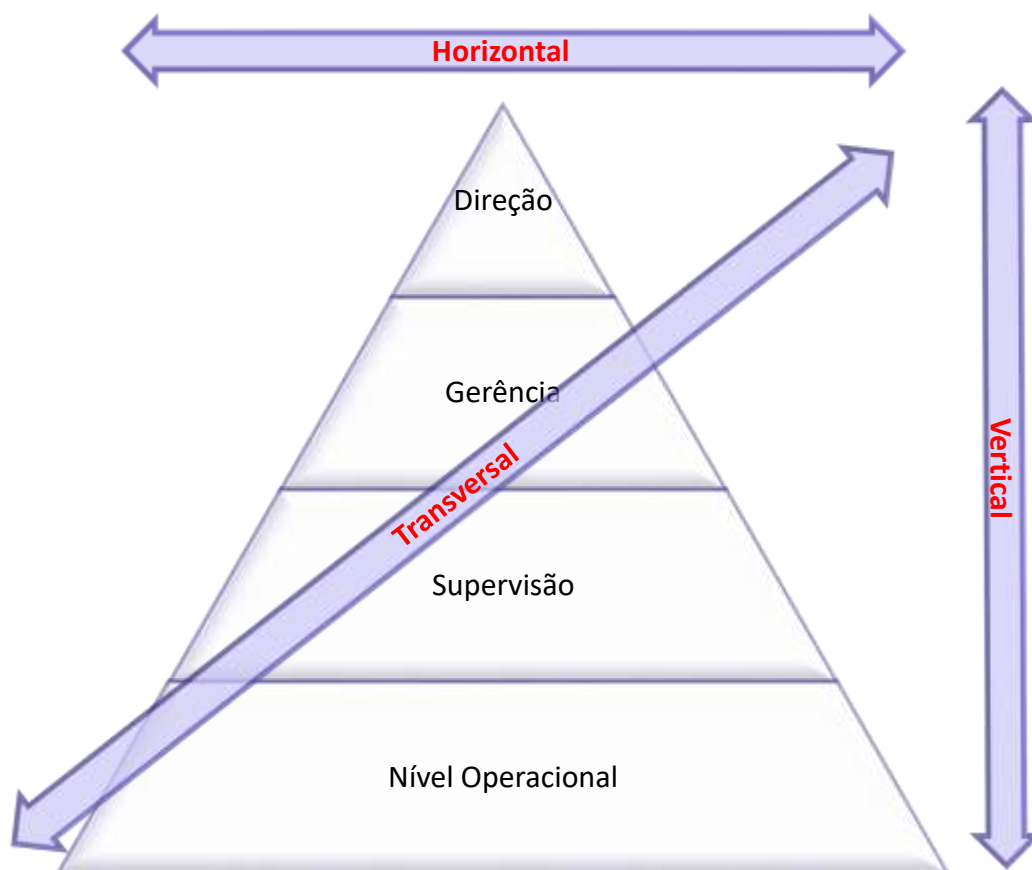 Horizontal
Direção
Gerência
Transversal
Vertical
Supervisão
Nível Operacional